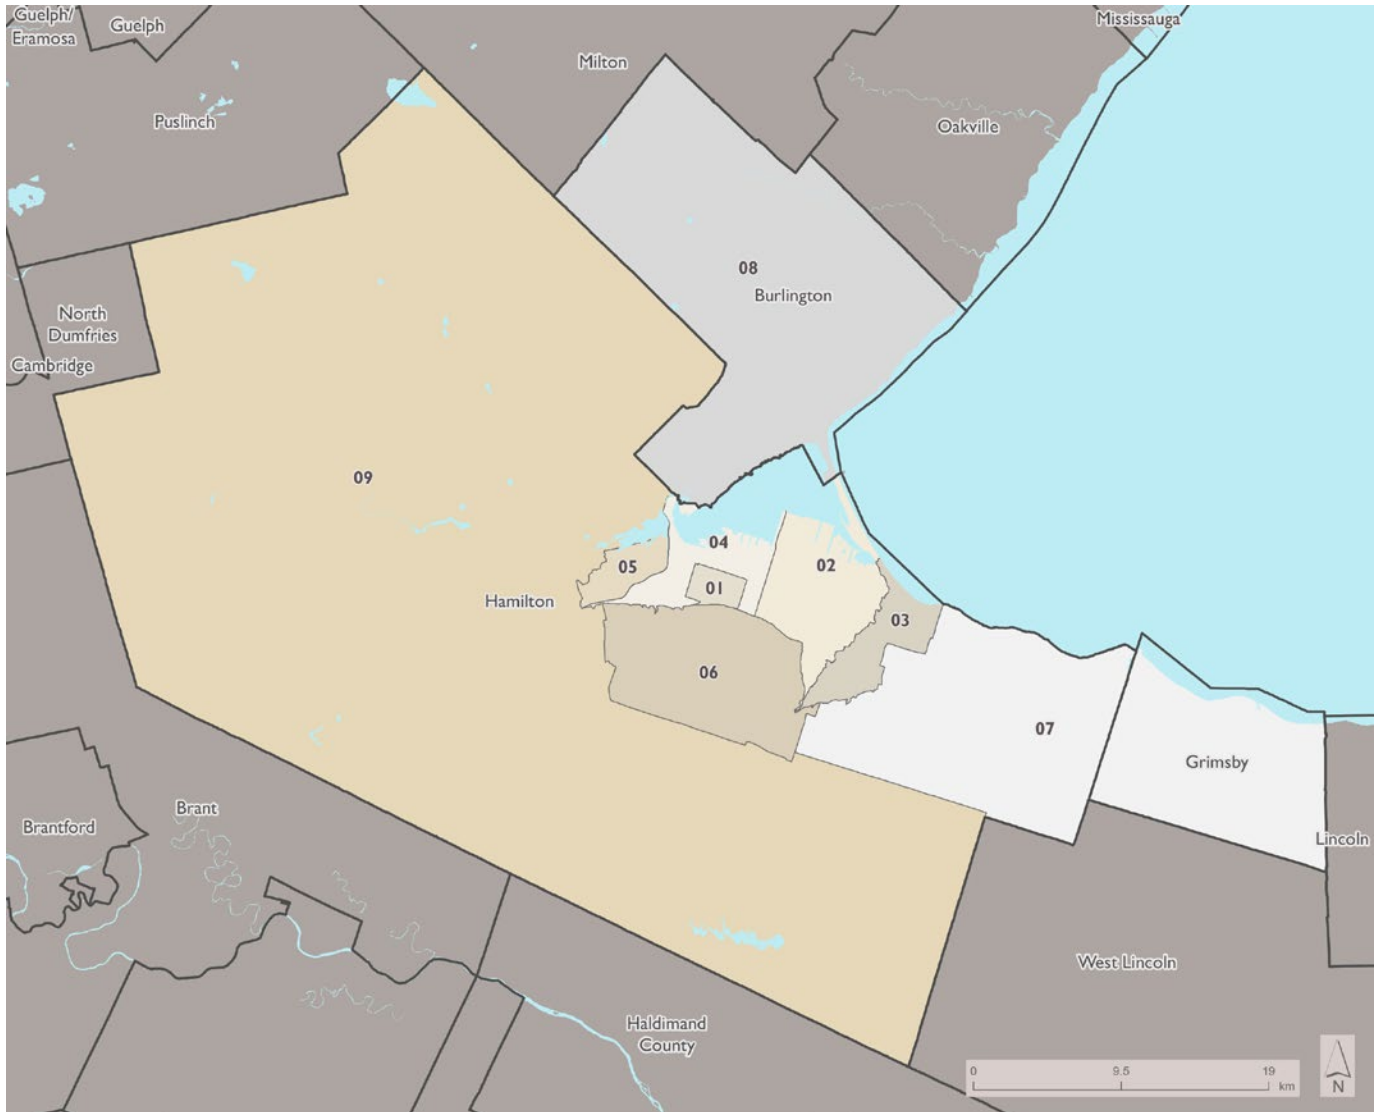 Guelph/
Eramosa
Guelph
Mississauga
Milton
Puslinch
Oakville
08
Burlington
North
Dumfries
Cambridge
09
04
02
05
01
Hamilton
03
06
07
Grimsby
Brant
Brantford
Lincoln
West Lincoln
Haldimand
County
0 9.5 19
km
N